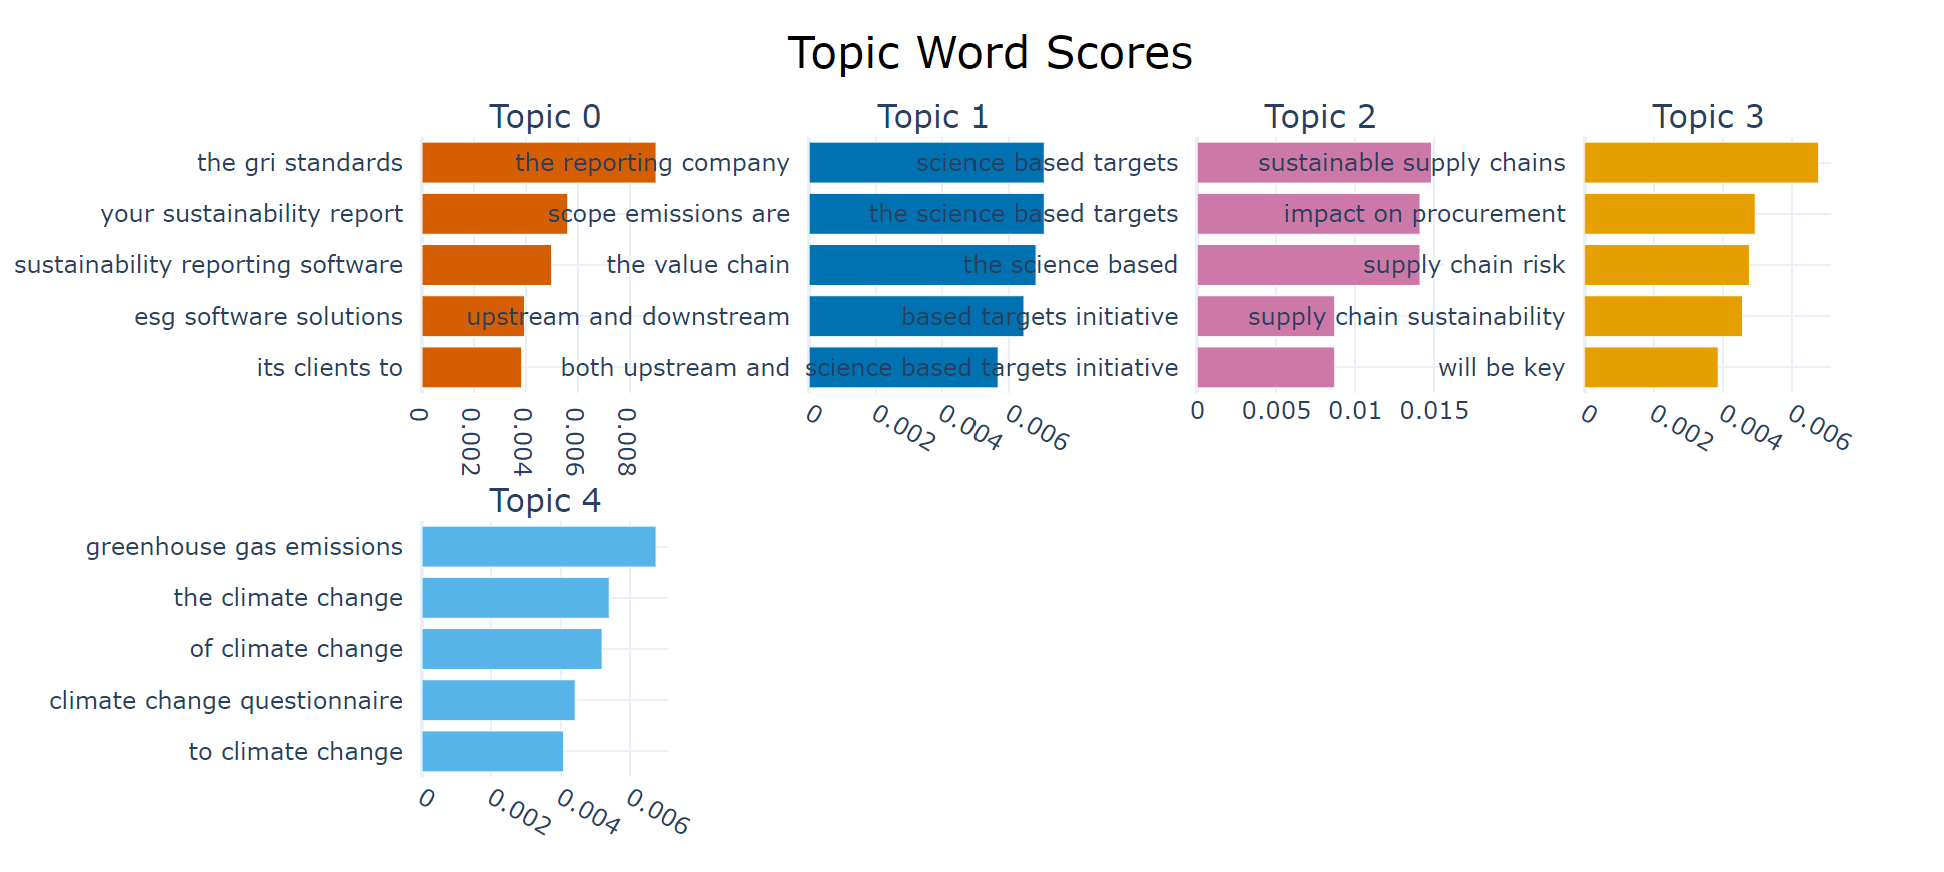 Topic Word Scores
Topic 0 Topic 1 Topic 2 Topic 3
the gri standards the reporting company science based targets sustainable supply chains
your sustainability report scope emissions are the science based targets impact on procurement
sustainability reporting software the value chain the science based supply chain risk
esg software solutions upstream and downstream based targets initiative supply chain sustainability
its clients to both upstream and science based targets initiative will be key
0 0.002 0.004 0.006 0.008 0 0.002 0.004 0.006 0 0.005 0.01 0.015 0 0.002 0.004 0.006
Topic 4
greenhouse gas emissions
the climate change
of climate change
climate change questionnaire
to climate change
0 0.002 0.004 0.006